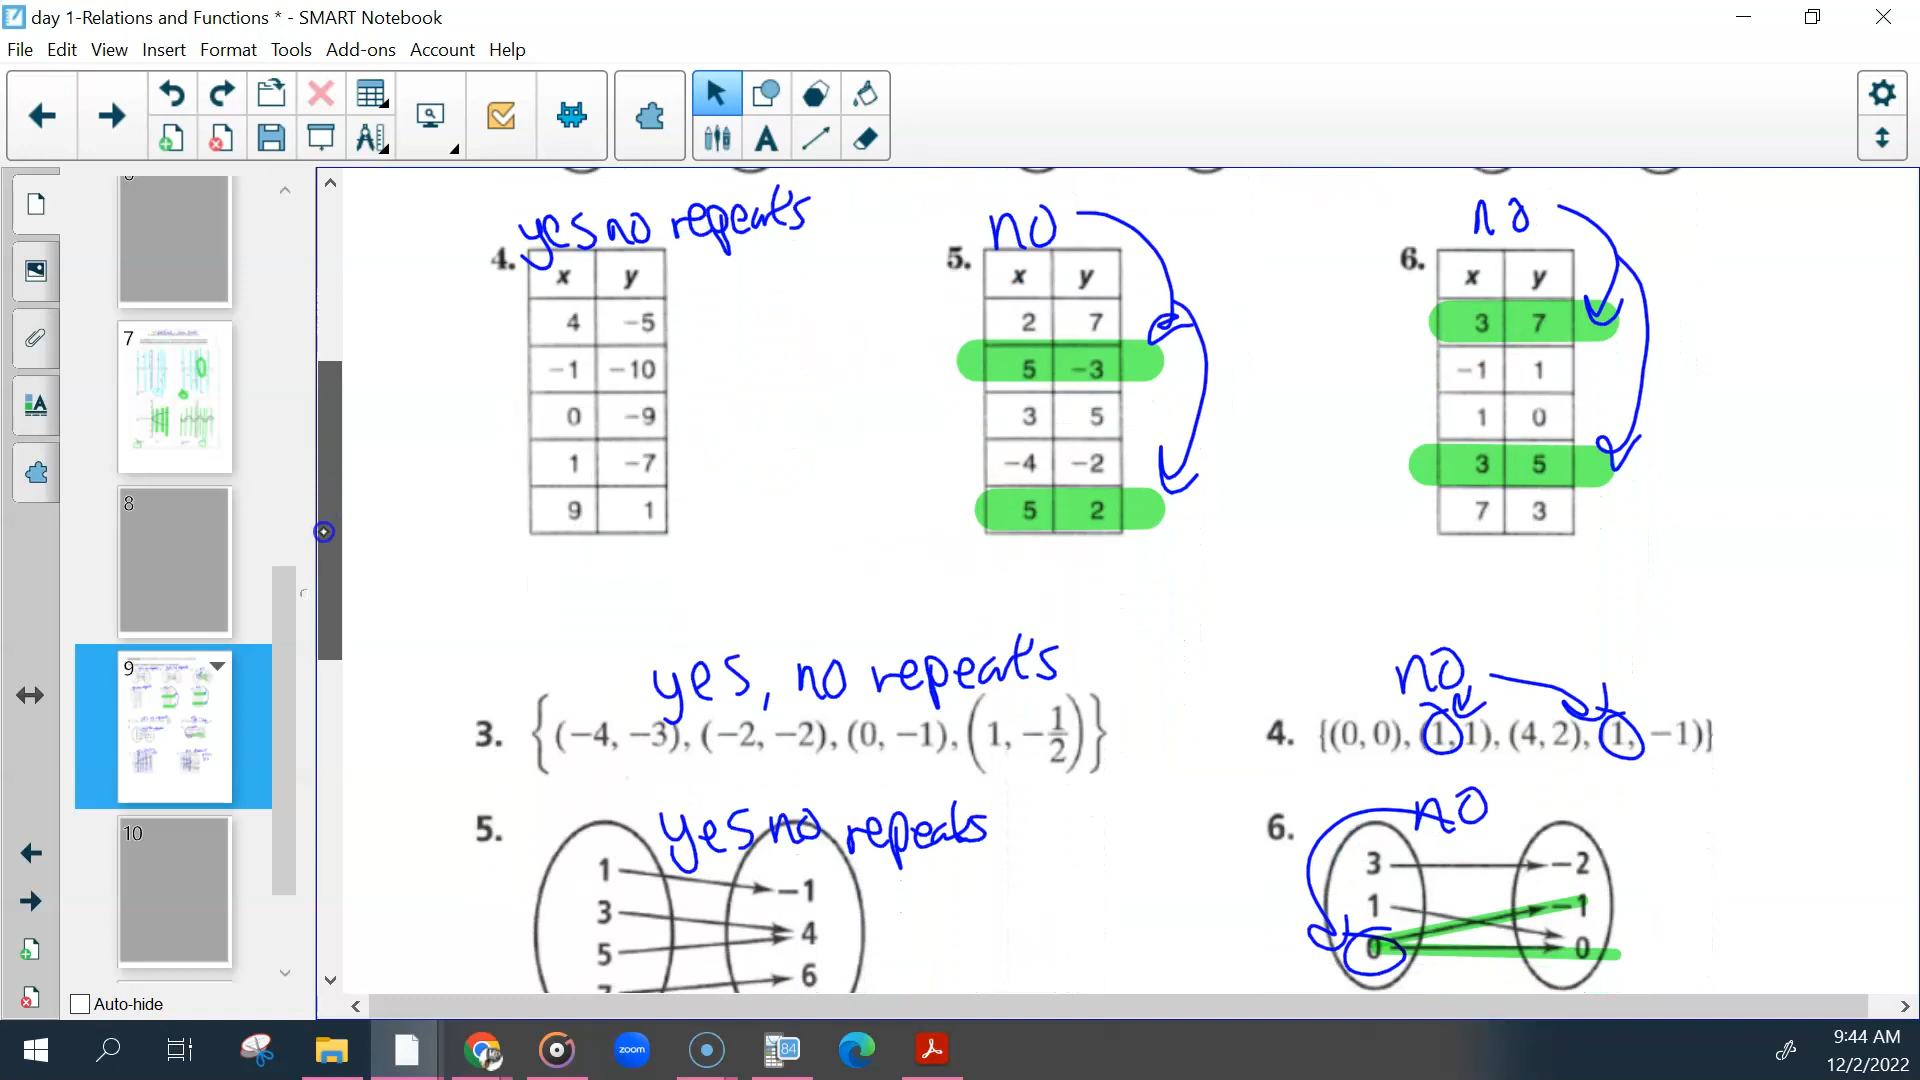 day 1-Relations and Functions * - SMART Notebook
File Edit View Insert Format Tools Add-ons Account Help
6
7
8
9
10
Auto-hide
yes no repeats
4.
x y
4 −5
−1 −10
0 −9
1 −7
9 1
no
5.
x y
2 7
5 −3
3 5
−4 −2
5 2
no
6.
x y
3 7
−1 1
1 0
3 5
7 3
yes, no repeats
3. {(−4, −3), (−2, −2), (0, −1), (1, −1/2)}
no
4. {(0, 0), (1, 1), (4, 2), (1, −1)}
5. yes no repeats
1 −1
3 4
5 6
7
no
6.
3 −2
1 −1
0 0
zoom
84
9:44 AM
12/2/2022